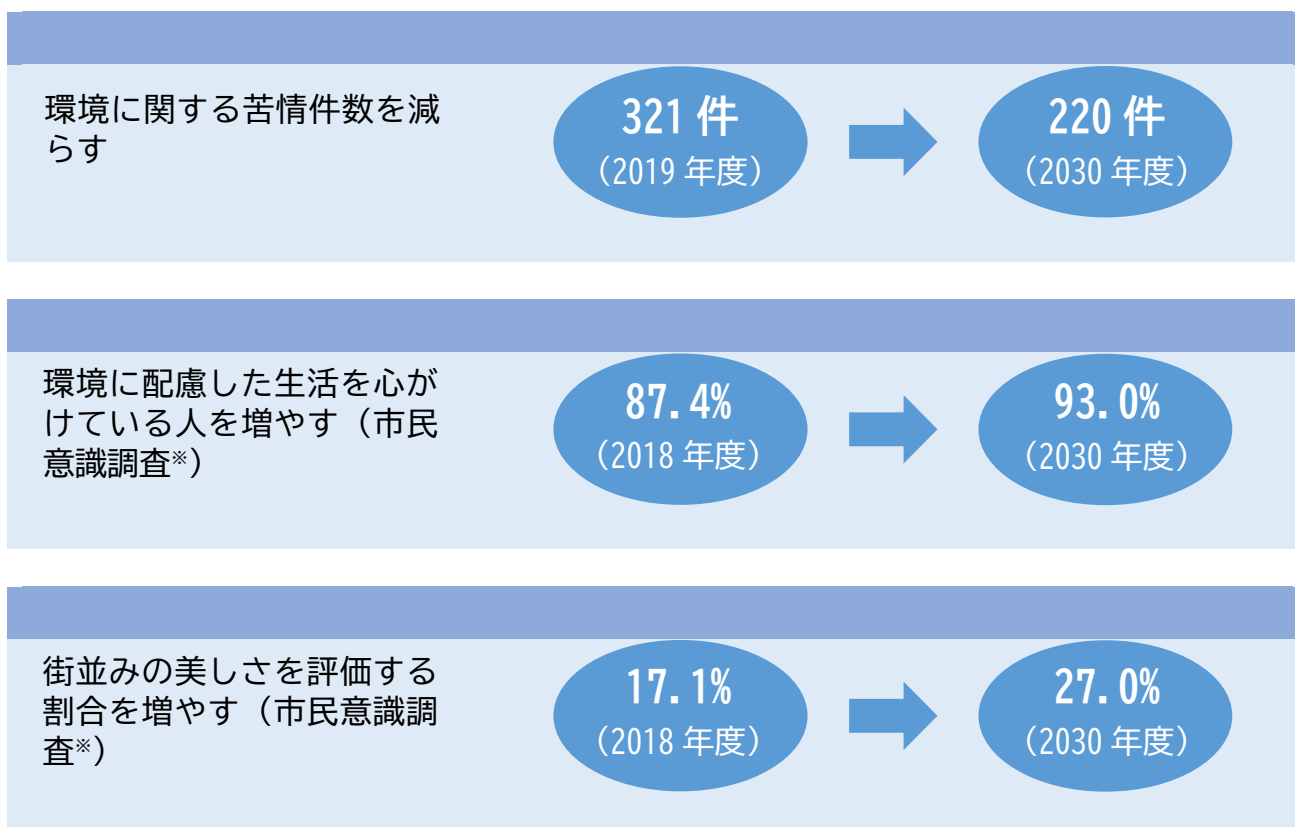 環境に関する苦情件数を減
らす
321 件
（2019 年度）
220 件
（2030 年度）
環境に配慮した生活を心が
けている人を増やす（市民
意識調査※）
87.4%
（2018 年度）
93.0%
（2030 年度）
街並みの美しさを評価する
割合を増やす（市民意識調
査※）
17.1%
（2018 年度）
27.0%
（2030 年度）